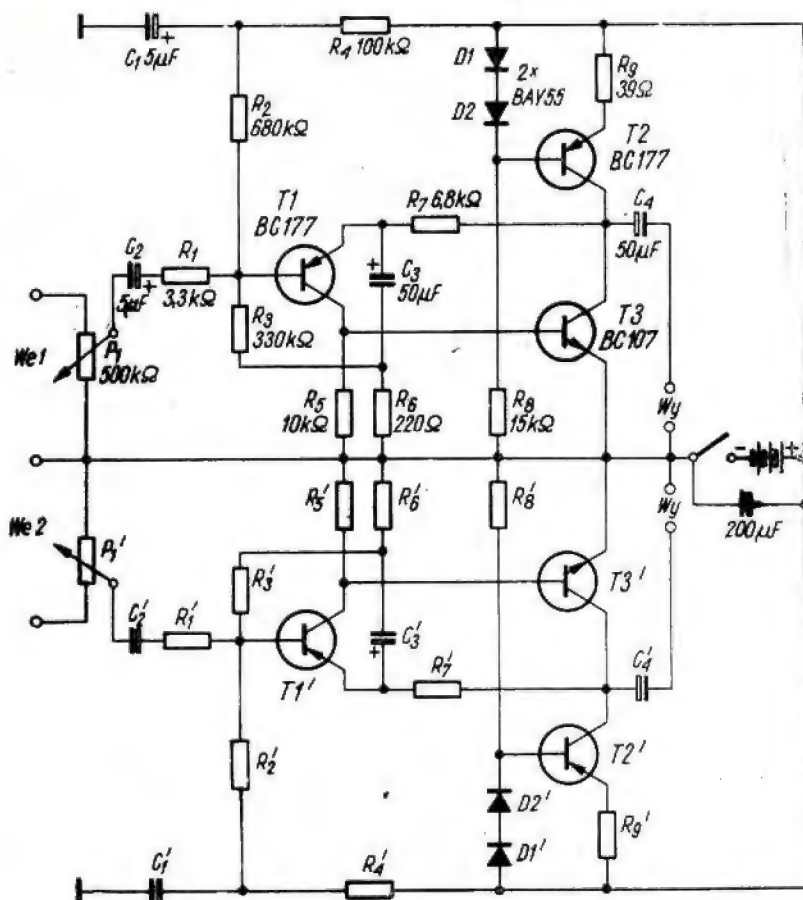 C1 5μF
R4 100kΩ
D1
2×
BAY55
D2
R9
39Ω
R2
680kΩ
T2
BC177
T1
BC177
R7 6,8kΩ
C4
50μF
C2
5μF
R1
3,3kΩ
C3
50μF
R3
330kΩ
T3
BC107
We1
P1
500kΩ
R5
10kΩ
R6
220Ω
R8
15kΩ
Wy
- +
R5'
R6'
R8'
Wy
200μF
We2
P1'
R3'
T3'
C2'
R1'
C3'
T1'
R7'
C4'
R2'
T2'
D2'
R9'
D1'
C1'
R4'